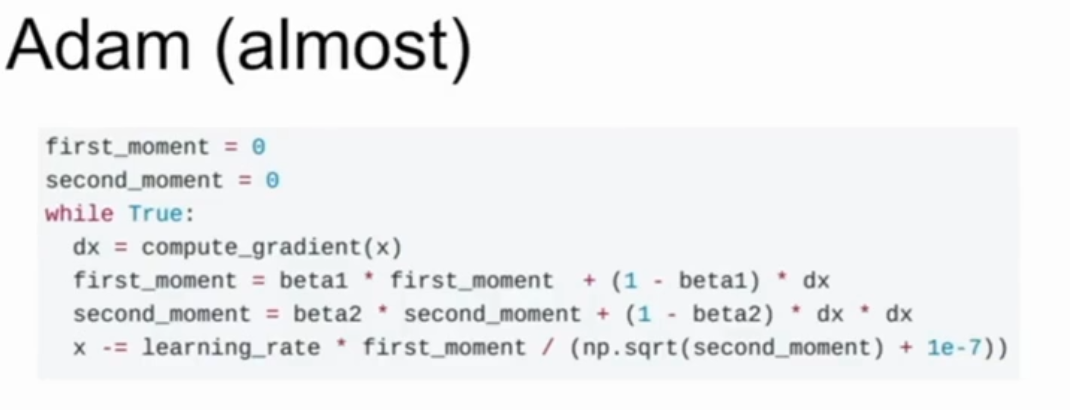 Adam (almost)
first_moment = 0
second_moment = 0
while True:
  dx = compute_gradient(x)
  first_moment = beta1 * first_moment  + (1 - beta1) * dx
  second_moment = beta2 * second_moment + (1 - beta2) * dx * dx
  x -= learning_rate * first_moment / (np.sqrt(second_moment) + 1e-7))